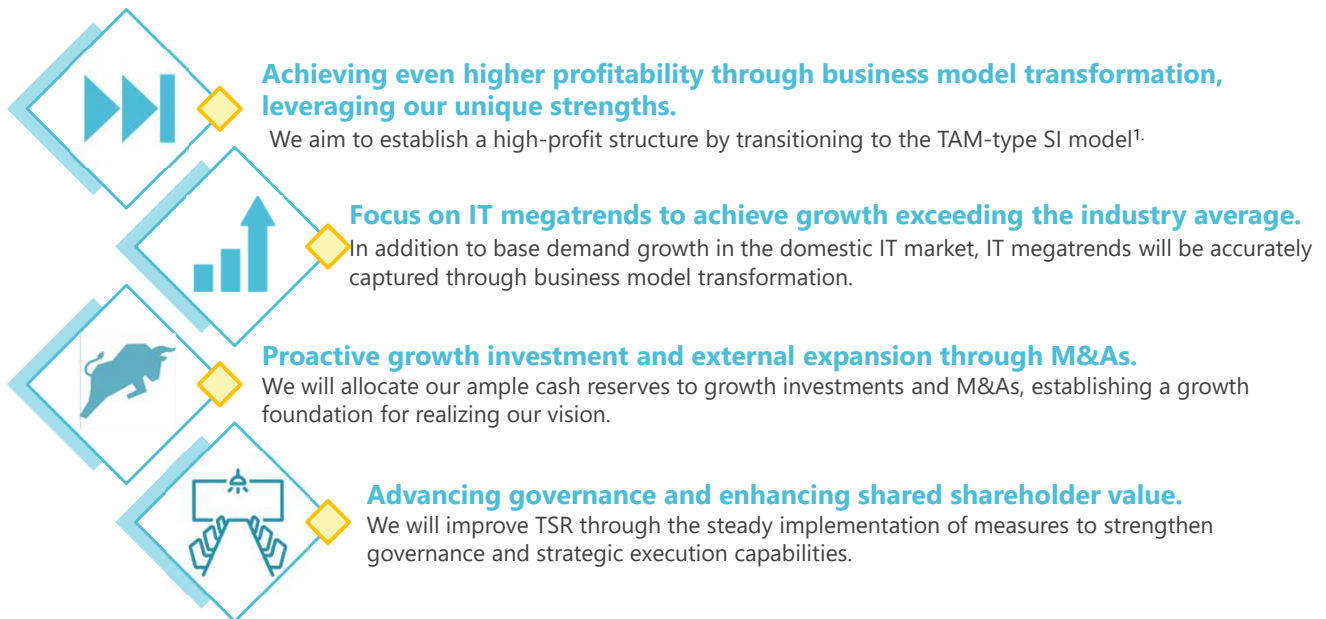 Achieving even higher profitability through business model transformation,
leveraging our unique strengths.
We aim to establish a high-profit structure by transitioning to the TAM-type SI model¹·
Focus on IT megatrends to achieve growth exceeding the industry average.
In addition to base demand growth in the domestic IT market, IT megatrends will be accurately
captured through business model transformation.
Proactive growth investment and external expansion through M&As.
We will allocate our ample cash reserves to growth investments and M&As, establishing a growth
foundation for realizing our vision.
Advancing governance and enhancing shared shareholder value.
We will improve TSR through the steady implementation of measures to strengthen
governance and strategic execution capabilities.